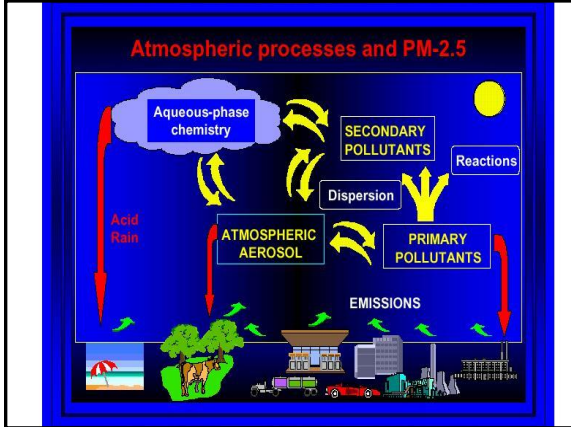 Atmospheric processes and PM-2.5
Aqueous-phase
chemistry
SECONDARY
POLLUTANTS
Reactions
Dispersion
Acid
Rain
ATMOSPHERIC
AEROSOL
PRIMARY
POLLUTANTS
EMISSIONS